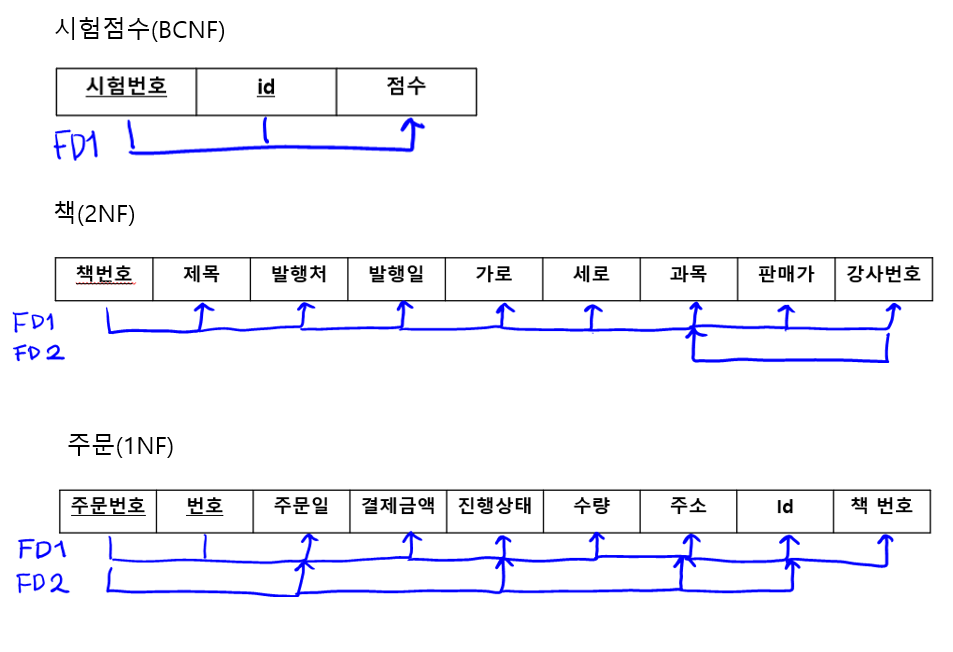 시험점수(BCNF)
시험번호 id 점수
FD1
책(2NF)
책번호 제목 발행처 발행일 가로 세로 과목 판매가 강사번호
FD1
FD2
주문(1NF)
주문번호 번호 주문일 결제금액 진행상태 수량 주소 Id 책 번호
FD1
FD2